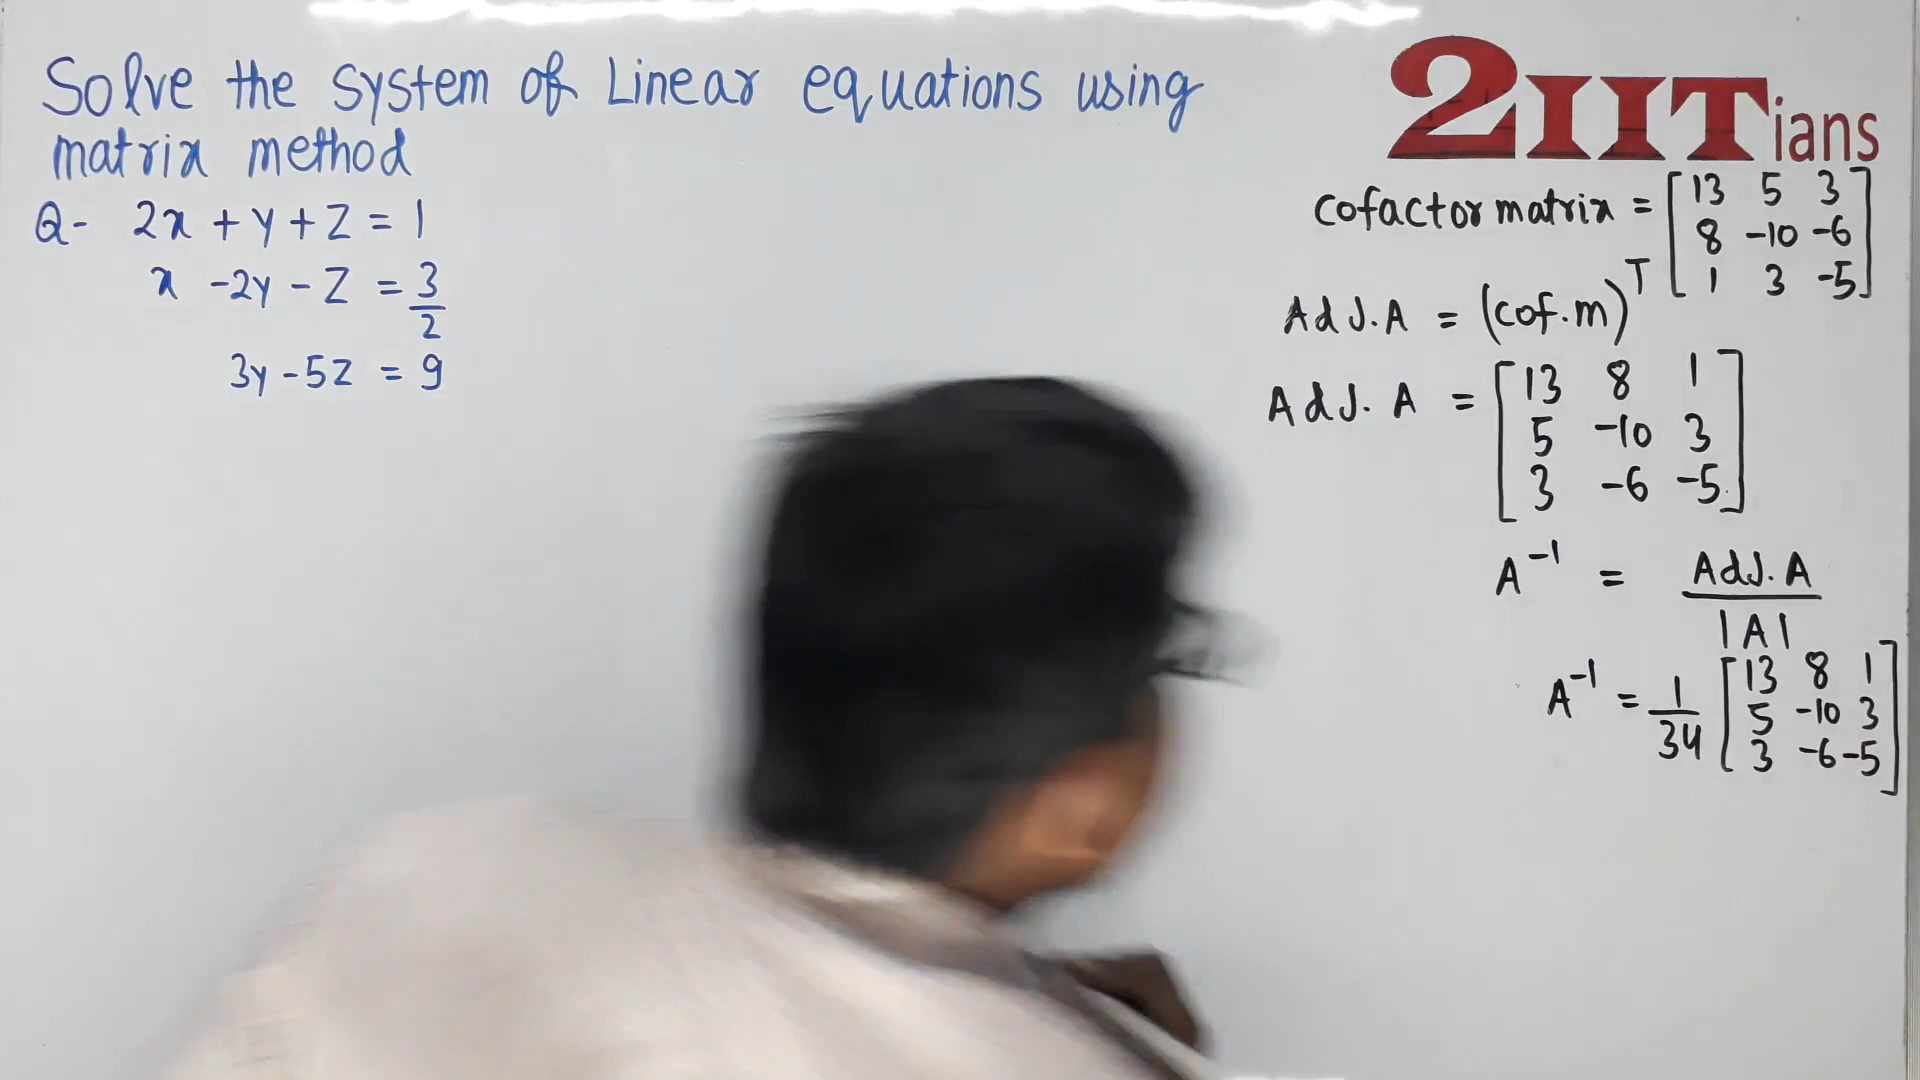 Solve the system of Linear equations using
matrix method
Q- 2x + y + z = 1
x - 2y - z = 3/2
3y - 5z = 9
2IITians
cofactor matrix = [13 5 3
8 -10 -6
1 3 -5]
AdJ.A = (cof.m)^T
AdJ. A = [13 8 1
5 -10 3
3 -6 -5]
A^-1 = AdJ.A / |A|
A^-1 = 1/34 [13 8 1
5 -10 3
3 -6 -5]